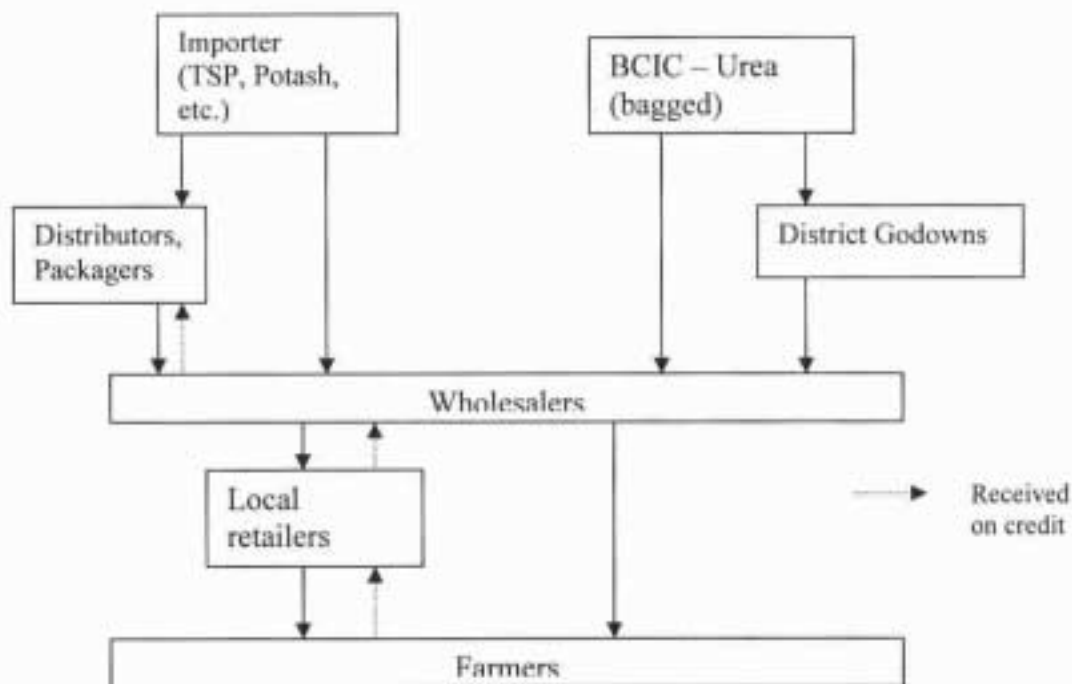 Importer
(TSP, Potash,
etc.)
BCIC – Urea
(bagged)
Distributors,
Packagers
District Godowns
Wholesalers
Local
retailers
Received
on credit
Farmers